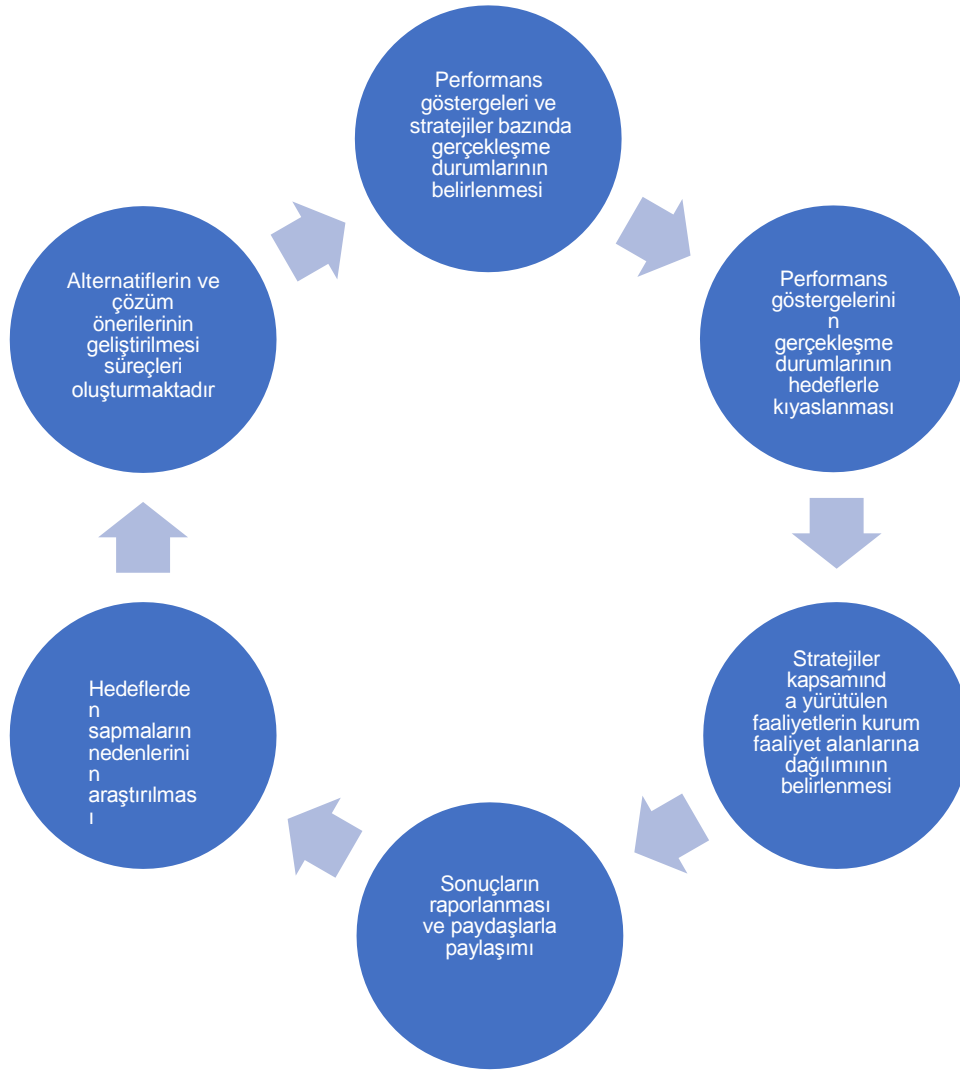 Performans
göstergeleri ve
stratejiler bazında
gerçekleşme
durumlarının
belirlenmesi
Performans
göstergelerini
n
gerçekleşme
durumlarının
hedeflerle
kıyaslanması
Stratejiler
kapsamınd
a yürütülen
faaliyetlerin kurum
faaliyet alanlarına
dağılımının
belirlenmesi
Sonuçların
raporlanması
ve paydaşlarla
paylaşımı
Hedeflerde
n
sapmaların
nedenlerini
n
araştırılmas
ı
Alternatiflerin ve
çözüm
önerilerinin
geliştirilmesi
süreçleri
oluşturmaktadır